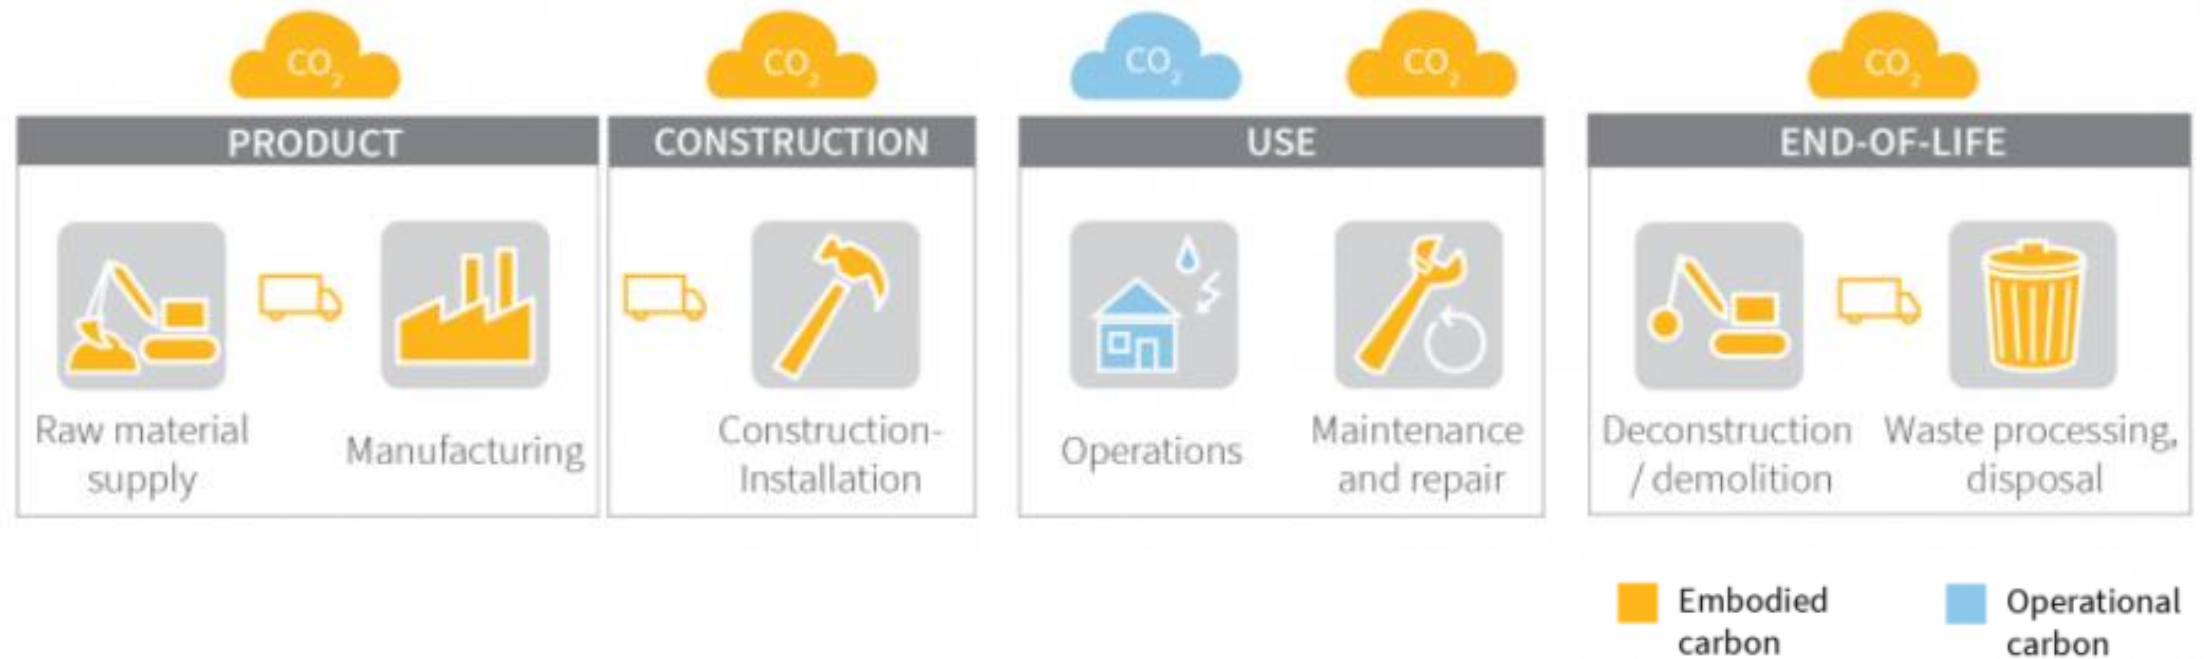 CO₂
CO₂
CO₂
CO₂
CO₂
PRODUCT
CONSTRUCTION
USE
END-OF-LIFE
Raw material
supply
Manufacturing
Construction-
Installation
Operations
Maintenance
and repair
Deconstruction
/ demolition
Waste processing,
disposal
Embodied
carbon
Operational
carbon